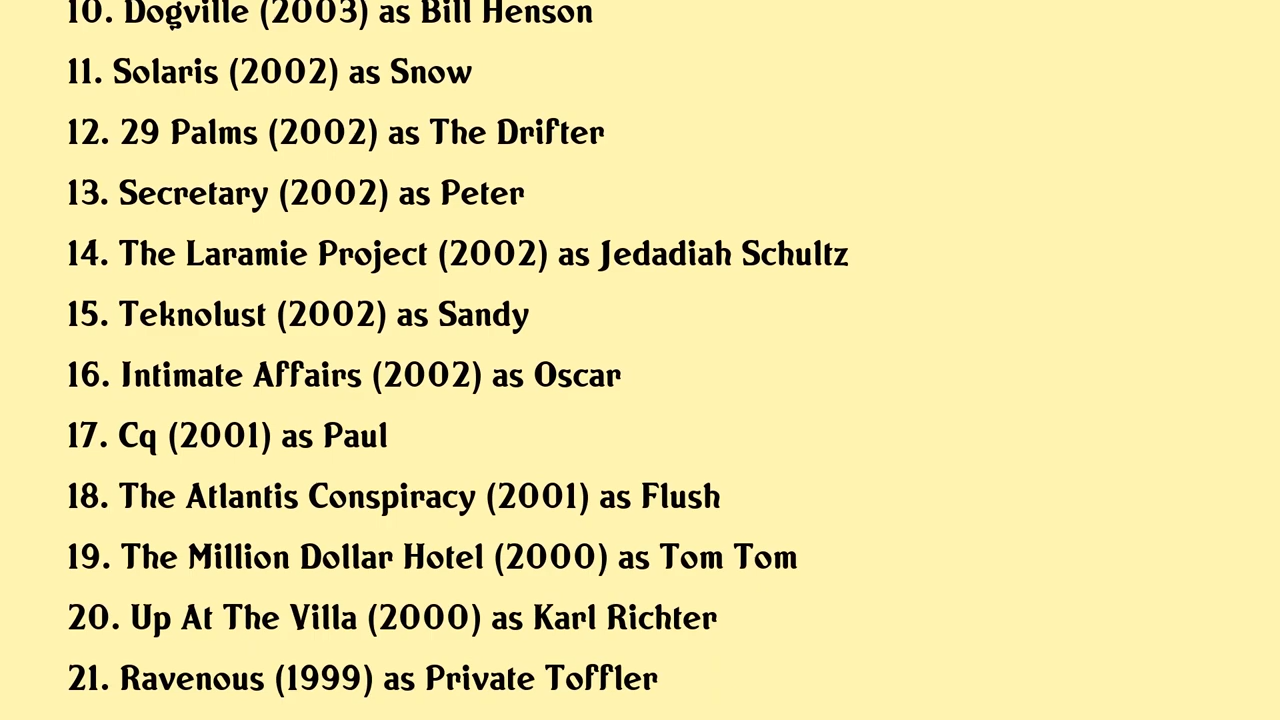 10. Dogville (2003) as Bill Henson
11. Solaris (2002) as Snow
12. 29 Palms (2002) as The Drifter
13. Secretary (2002) as Peter
14. The Laramie Project (2002) as Jedadiah Schultz
15. Teknolust (2002) as Sandy
16. Intimate Affairs (2002) as Oscar
17. Cq (2001) as Paul
18. The Atlantis Conspiracy (2001) as Flush
19. The Million Dollar Hotel (2000) as Tom Tom
20. Up At The Villa (2000) as Karl Richter
21. Ravenous (1999) as Private Toffler